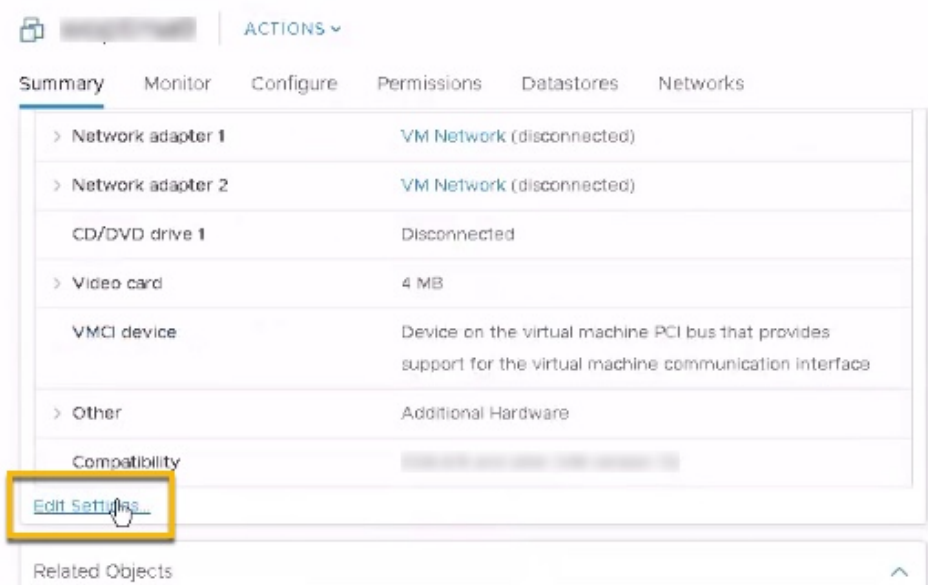 ACTIONS
Summary Monitor Configure Permissions Datastores Networks
Network adapter 1 VM Network (disconnected)
Network adapter 2 VM Network (disconnected)
CD/DVD drive 1 Disconnected
Video card 4 MB
VMCI device Device on the virtual machine PCI bus that provides
support for the virtual machine communication interface
Other Additional Hardware
Compatibility
Edit Settings...
Related Objects